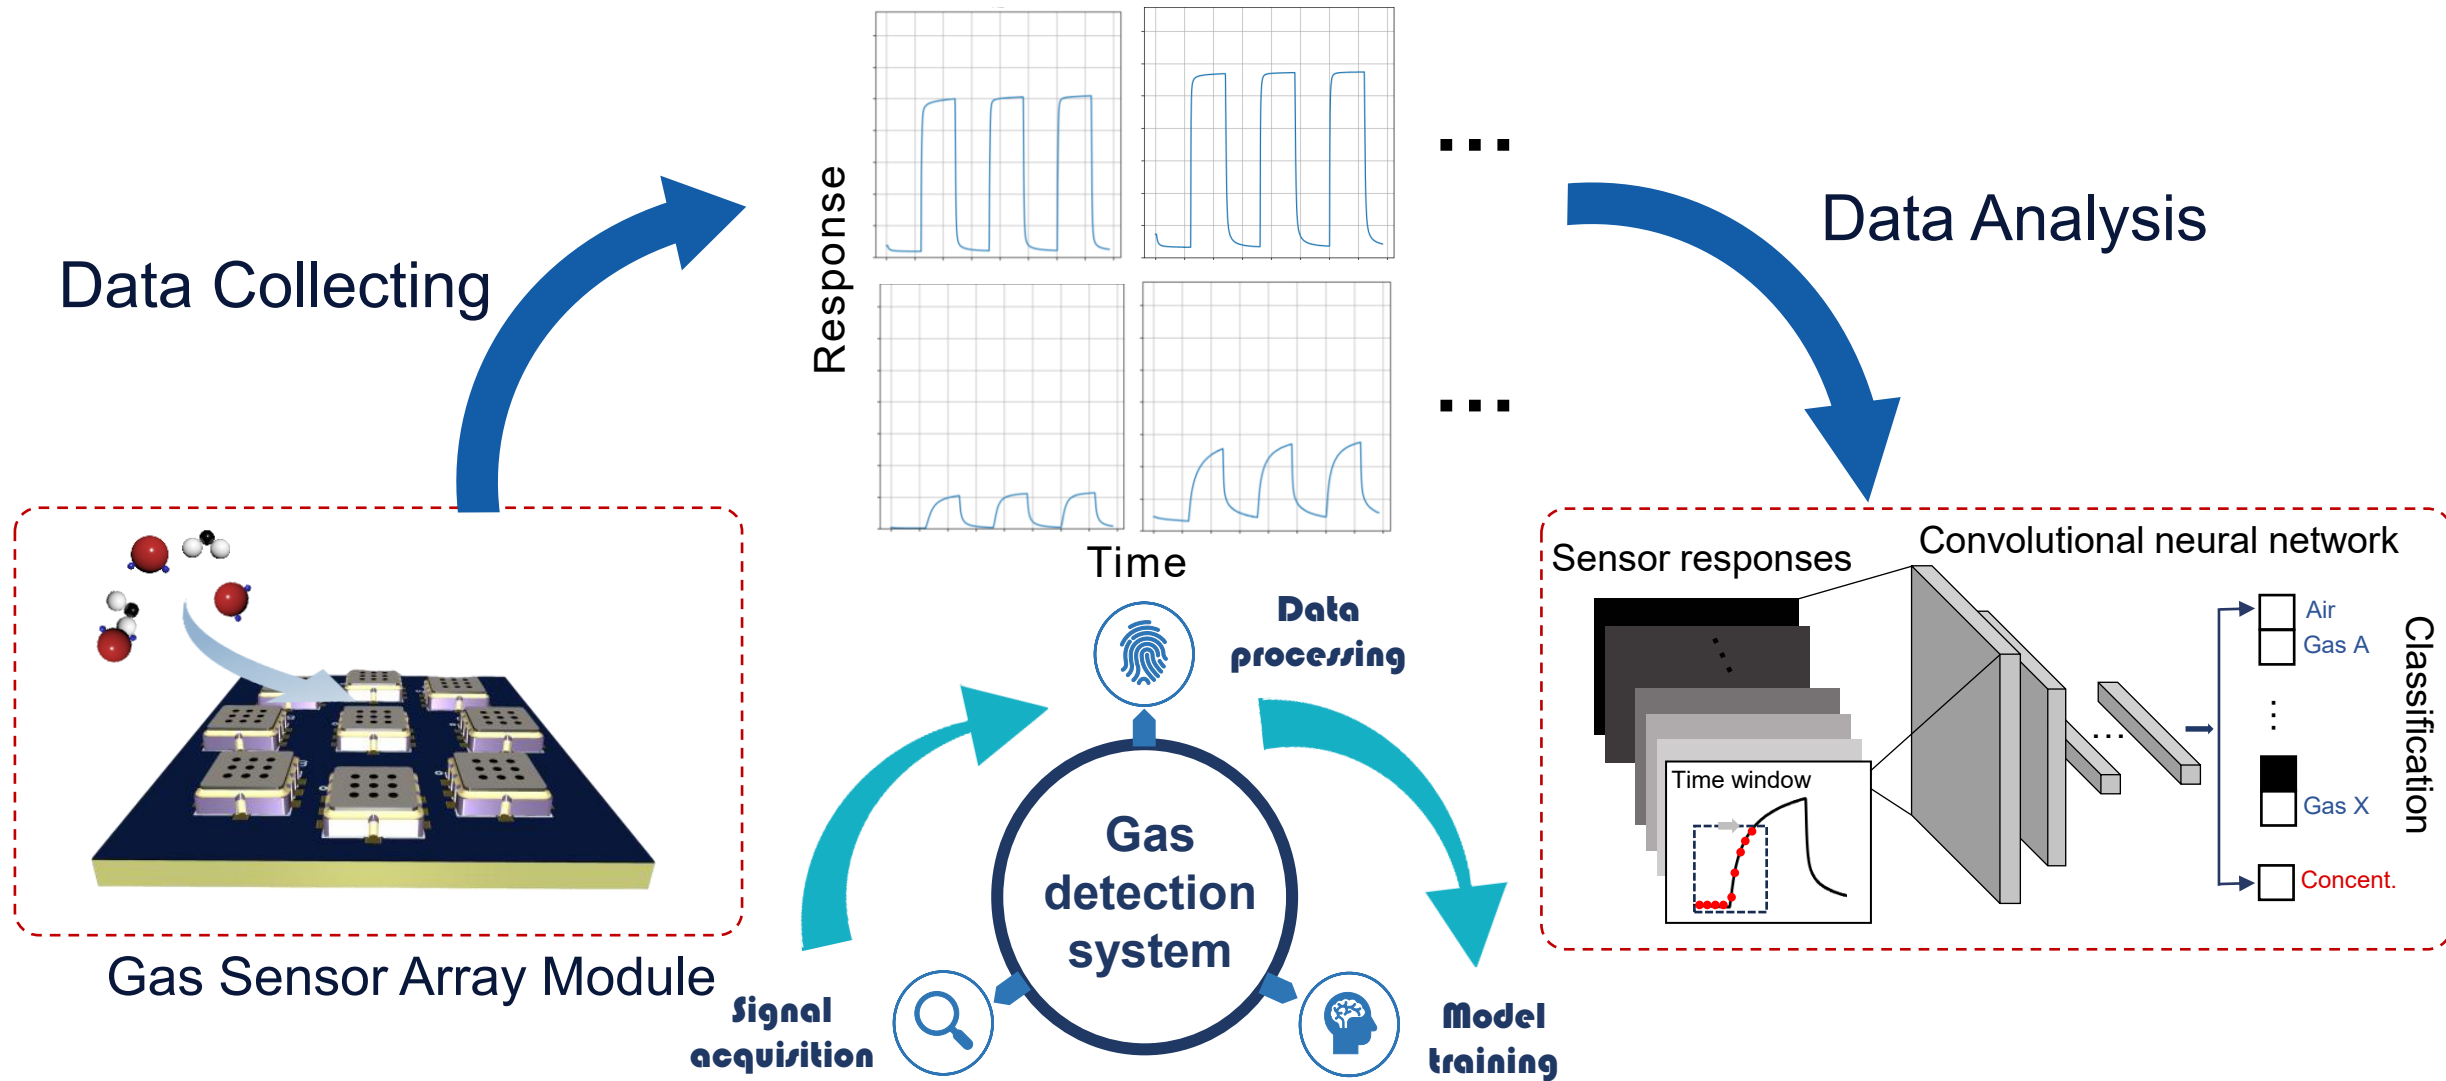 Data Collecting
Gas Sensor Array Module
Response
Time
...
...
Data Analysis
Data
processing
Gas
detection
system
Signal
acquisition
Model
training
Sensor responses
Convolutional neural network
...
Time window
...
Air
Gas A
...
Gas X
Concent.
Classification